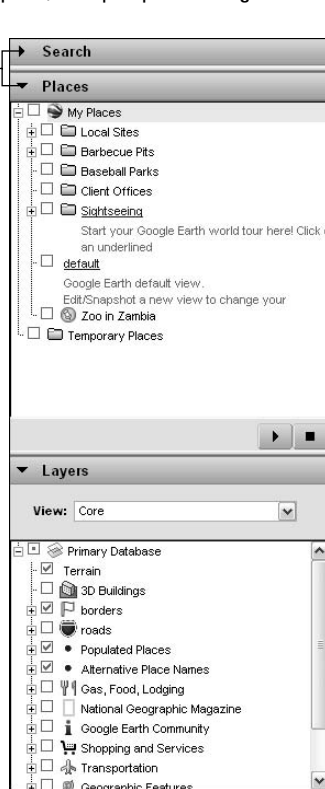 Search
Places
My Places
Local Sites
Barbecue Pits
Baseball Parks
Client Offices
Sightseeing
Start your Google Earth world tour here! Click
an underlined
default
Google Earth default view.
Edit/Snapshot a new view to change your
Zoo in Zambia
Temporary Places
Layers
View: Core
Primary Database
Terrain
3D Buildings
borders
roads
Populated Places
Alternative Place Names
Gas, Food, Lodging
National Geographic Magazine
Google Earth Community
Shopping and Services
Transportation
Geographic Features